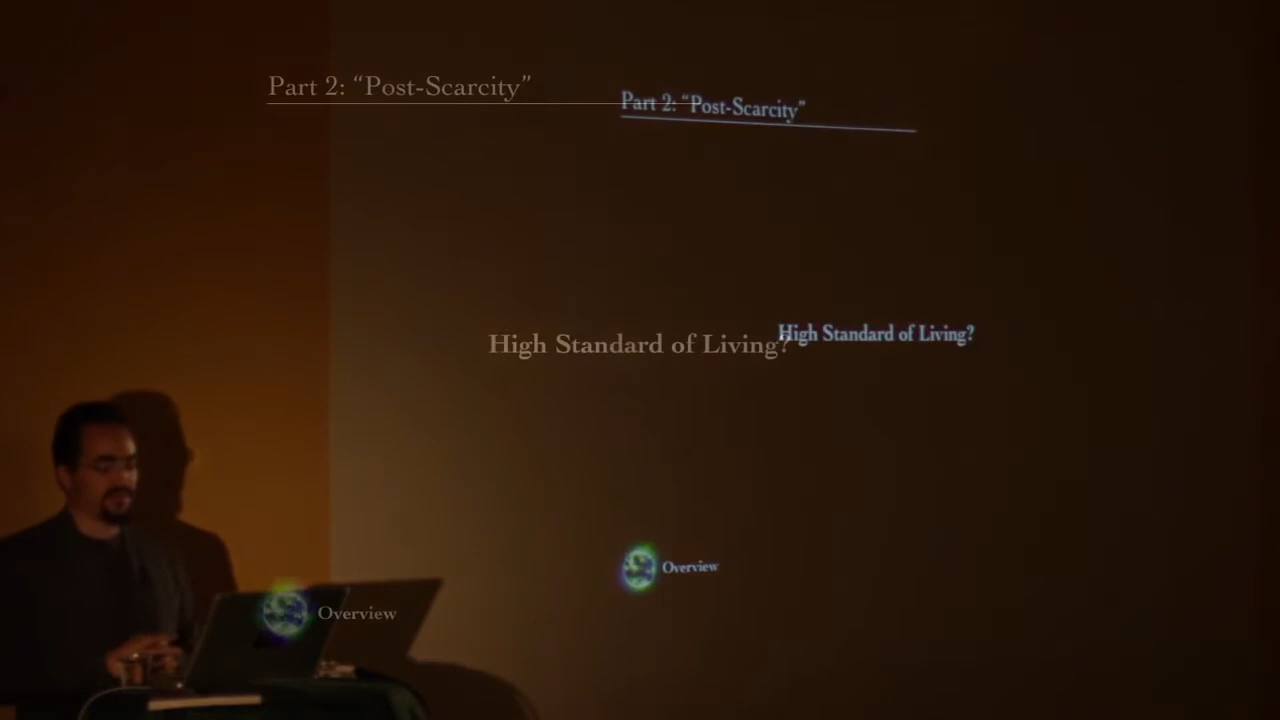 Part 2: “Post-Scarcity”
Part 2: “Post-Scarcity”
High Standard of Living?
High Standard of Living?
Overview
Overview